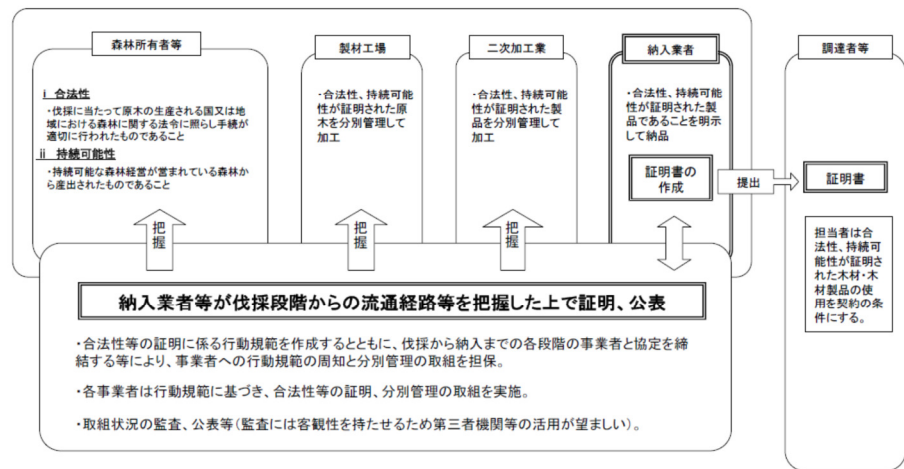 森林所有者等
製材工場
二次加工業
納入業者
調達者等
i 合法性
・伐採に当たって原木の生産される国又は地
域における森林に関する法令に照らし手続が
適切に行われたものであること
ii 持続可能性
・持続可能な森林経営が営まれている森林か
ら産出されたものであること
・合法性、持続可能
性が証明された原
木を分別管理して
加工
・合法性、持続可能
性が証明された製
品を分別管理して
加工
・合法性、持続可能
性が証明された製
品であることを明示
して納品
証明書の
作成
提出
証明書
担当者は合
法性、持続可
能性が証明さ
れた木材・木
材製品の使
用を契約の条
件にする。
把握
把握
把握
納入業者等が伐採段階からの流通経路等を把握した上で証明、公表
・合法性等の証明に係る行動規範を作成するとともに、伐採から納入までの各段階の事業者と協定を締
結する等により、事業者への行動規範の周知と分別管理の取組を担保。
・各事業者は行動規範に基づき、合法性等の証明、分別管理の取組を実施。
・取組状況の監査、公表等(監査には客観性を持たせるため第三者機関等の活用が望ましい)。